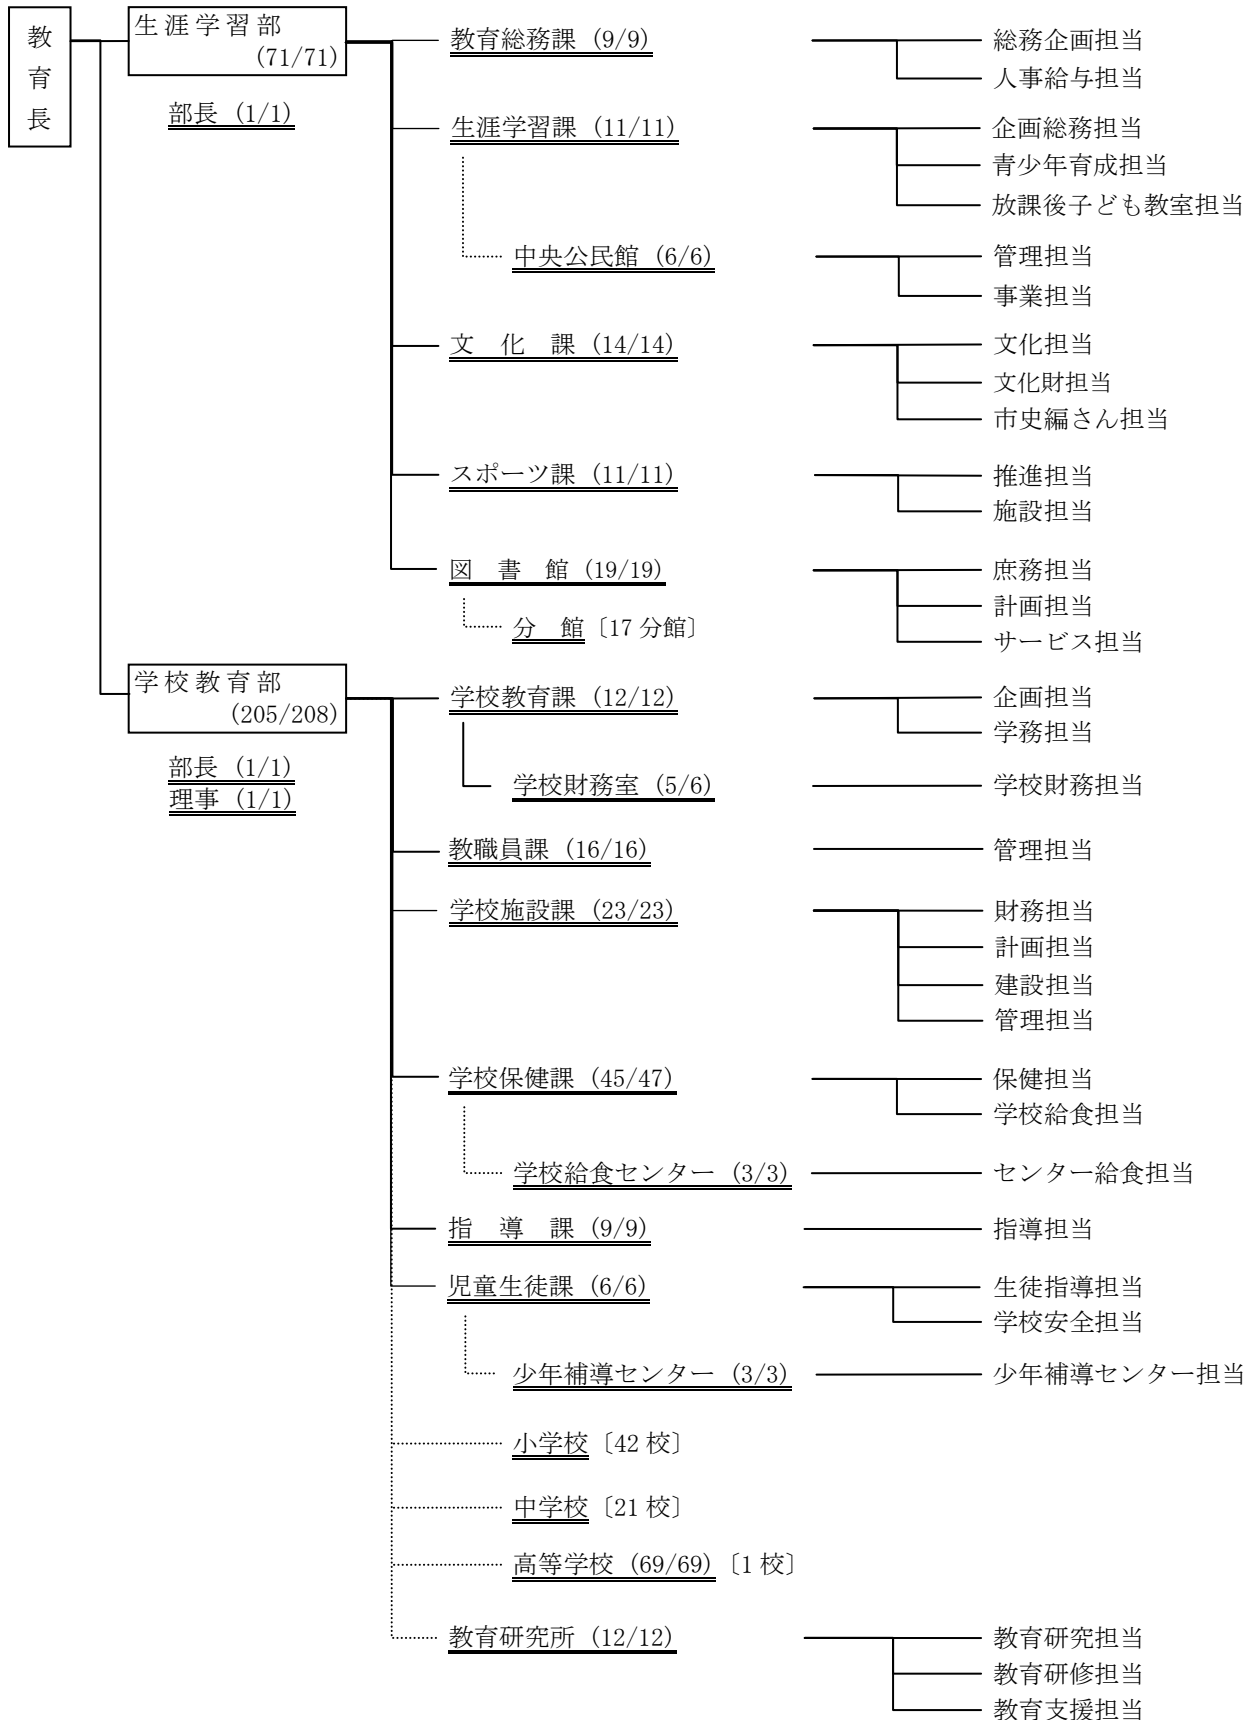 教育長
生涯学習部
(71/71)
部長 (1/1)
教育総務課 (9/9)
総務企画担当
人事給与担当
生涯学習課 (11/11)
企画総務担当
青少年育成担当
放課後子ども教室担当
中央公民館 (6/6)
管理担当
事業担当
文 化 課 (14/14)
文化担当
文化財担当
市史編さん担当
スポーツ課 (11/11)
推進担当
施設担当
図 書 館 (19/19)
庶務担当
計画担当
サービス担当
分 館〔17 分館〕
学校教育部
(205/208)
部長 (1/1)
理事 (1/1)
学校教育課 (12/12)
企画担当
学務担当
学校財務室 (5/6)
学校財務担当
教職員課 (16/16)
管理担当
学校施設課 (23/23)
財務担当
計画担当
建設担当
管理担当
学校保健課 (45/47)
保健担当
学校給食担当
学校給食センター (3/3)
センター給食担当
指 導 課 (9/9)
指導担当
児童生徒課 (6/6)
生徒指導担当
学校安全担当
少年補導センター (3/3)
少年補導センター担当
小学校〔42 校〕
中学校〔21 校〕
高等学校 (69/69)〔1 校〕
教育研究所 (12/12)
教育研究担当
教育研修担当
教育支援担当